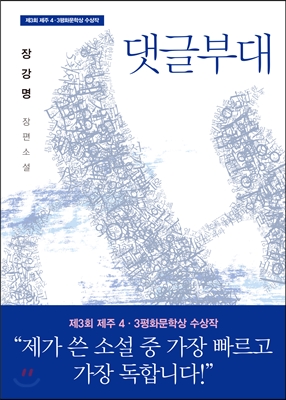 제3회 제주 4·3평화문학상 수상작
댓글부대
장강명
장편소설
제3회 제주 4·3평화문학상 수상작
“제가 쓴 소설 중 가장 빠르고
가장 독합니다!”
yes24